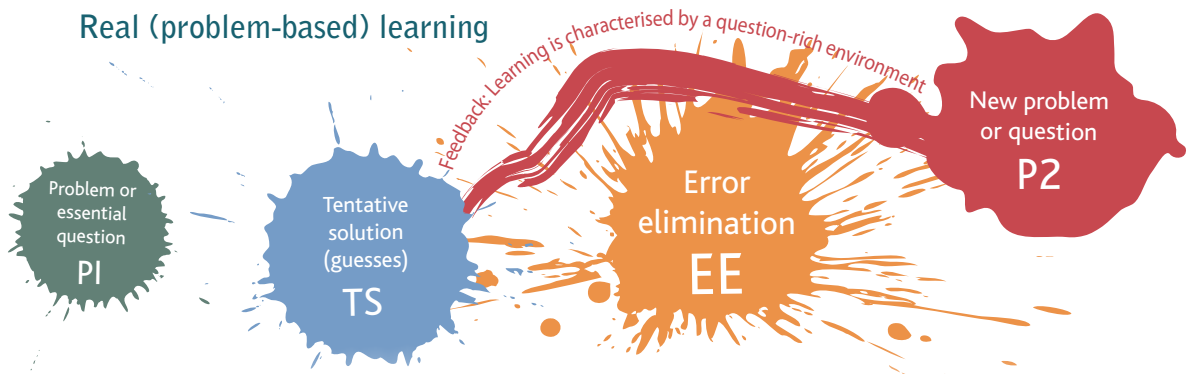 Real (problem-based) learning
Feedback: Learning is characterised by a question-rich environment
Problem or
essential
question
P1
Tentative
solution
(guesses)
TS
Error
elimination
EE
New problem
or question
P2